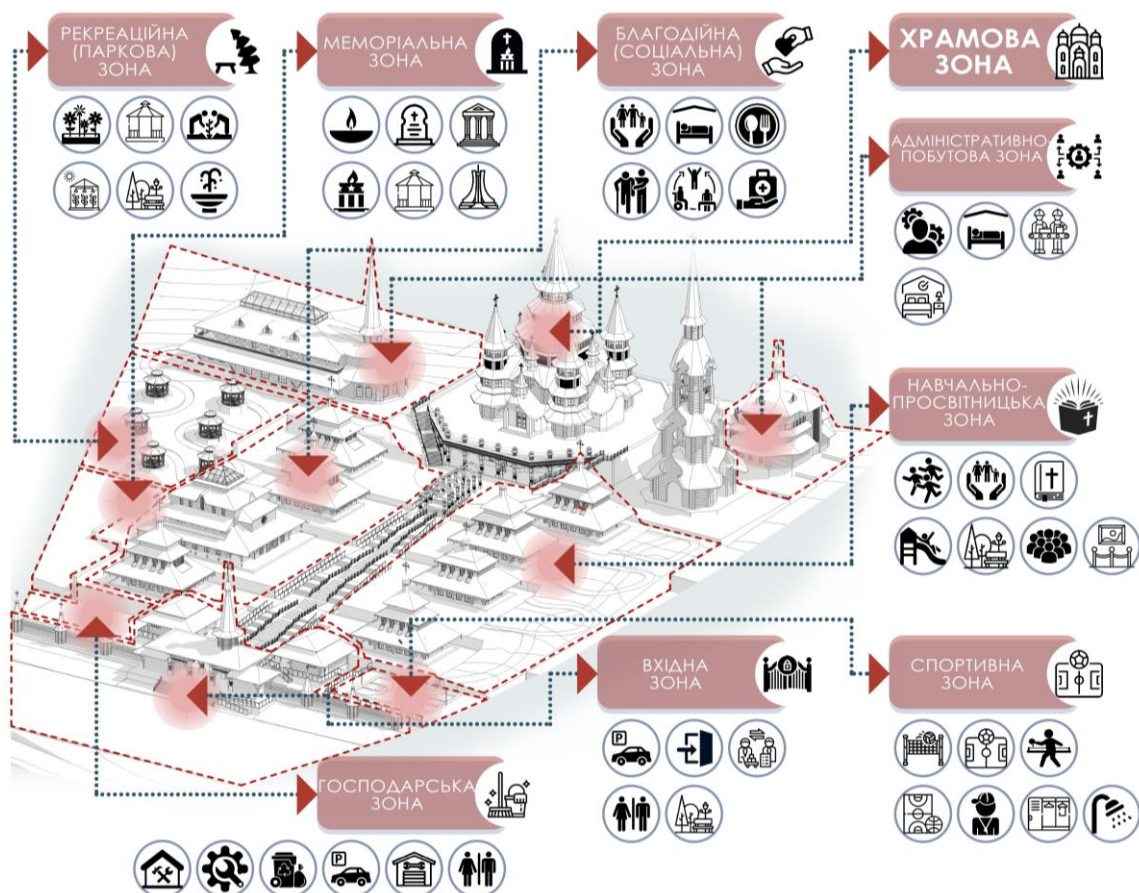 РЕКРЕАЦІЙНА
(ПАРКОВА)
ЗОНА
МЕМОРІАЛЬНА
ЗОНА
БЛАГОДІЙНА
(СОЦІАЛЬНА)
ЗОНА
ХРАМОВА
ЗОНА
АДМІНІСТРАТИВНО-
ПОБУТОВА ЗОНА
НАВЧАЛЬНО-
ПРОСВІТНИЦЬКА
ЗОНА
ВХІДНА
ЗОНА
P
СПОРТИВНА
ЗОНА
ГОСПОДАРСЬКА
ЗОНА
P